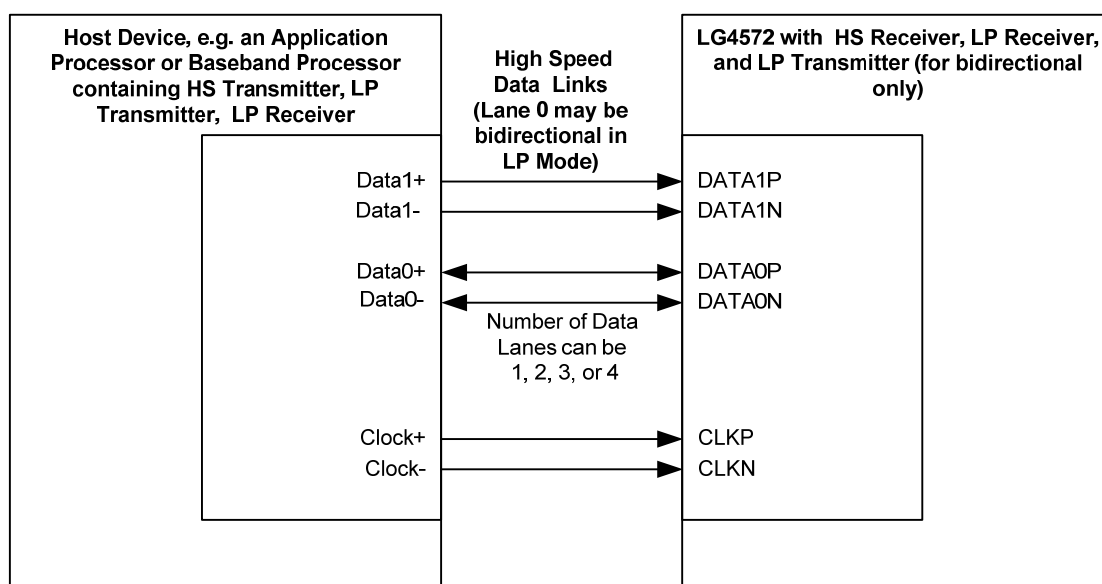 Host Device, e.g. an Application
Processor or Baseband Processor
containing HS Transmitter, LP
Transmitter, LP Receiver
High Speed
Data Links
(Lane 0 may be
bidirectional in
LP Mode)
LG4572 with HS Receiver, LP Receiver,
and LP Transmitter (for bidirectional
only)
Data1+
DATA1P
Data1-
DATA1N
Data0+
DATA0P
Data0-
DATA0N
Number of Data
Lanes can be
1, 2, 3, or 4
Clock+
CLKP
Clock-
CLKN